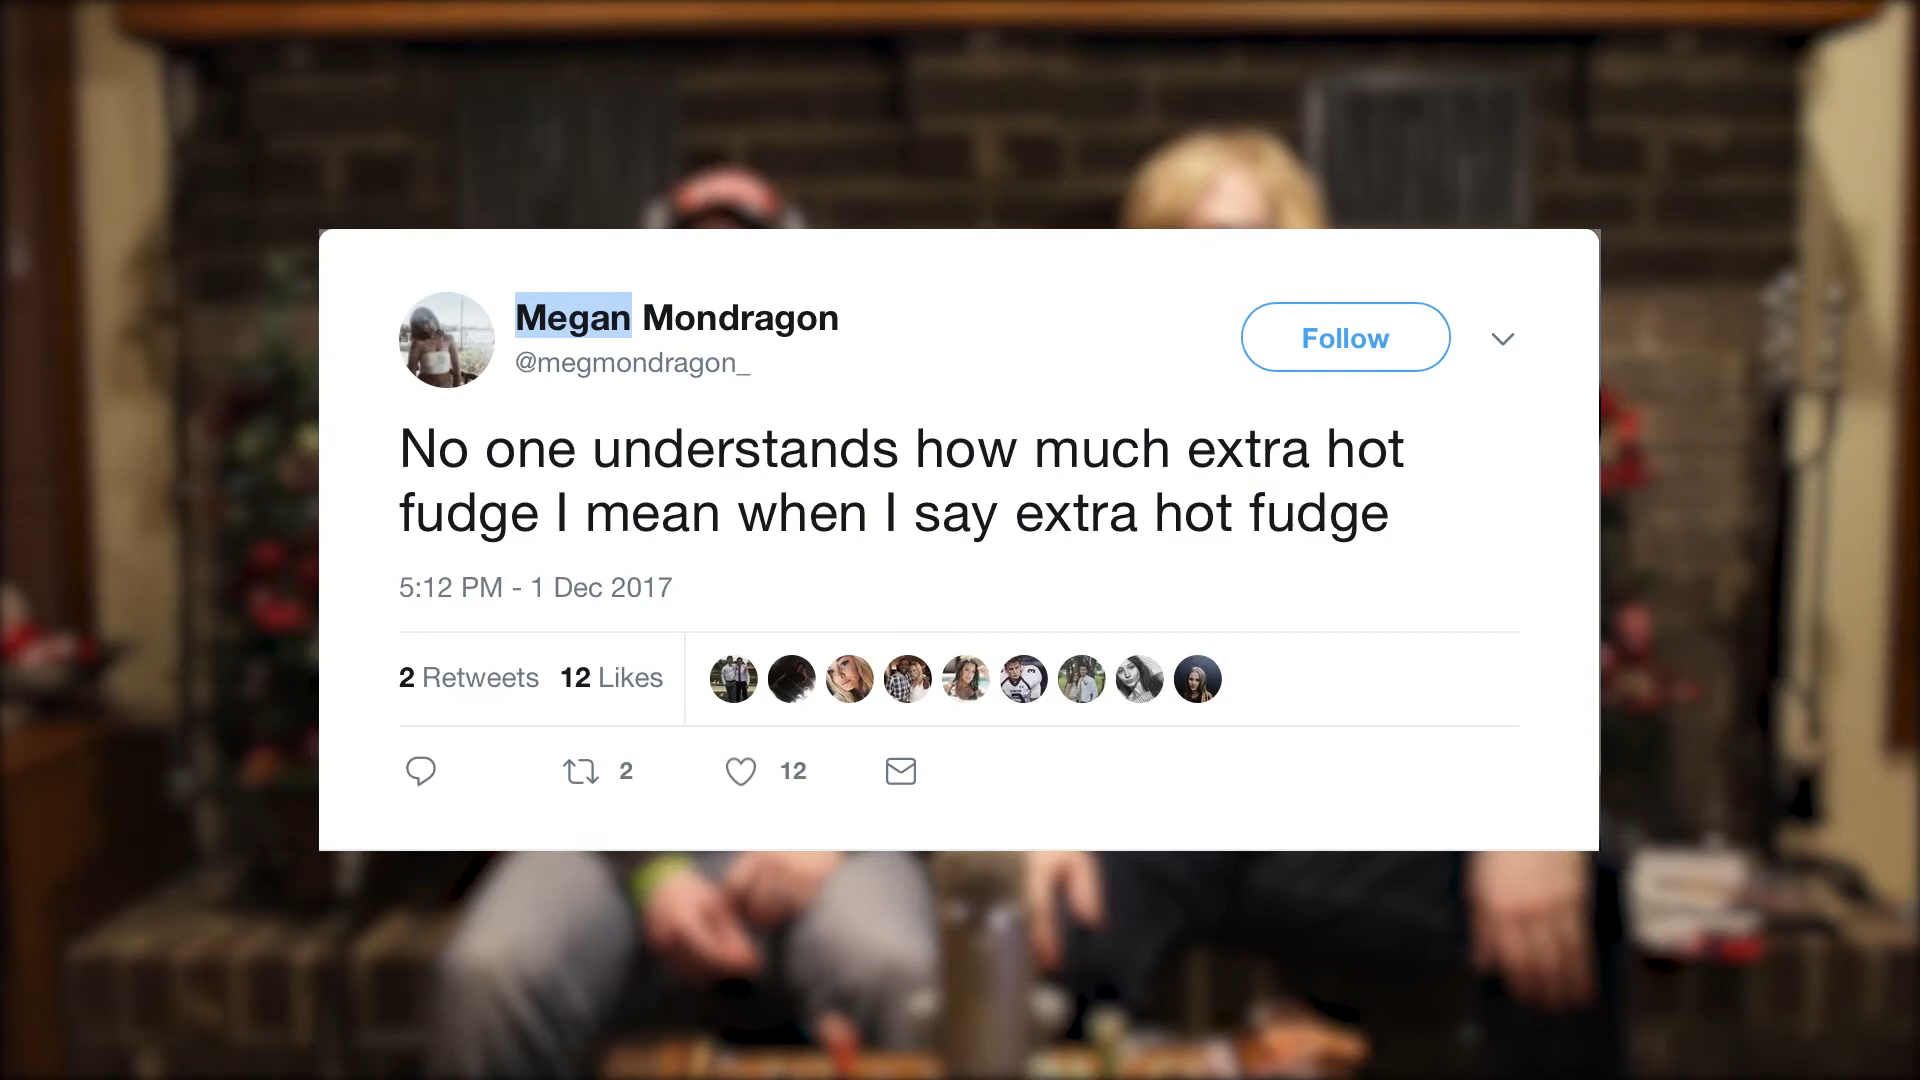 Megan Mondragon
@megmondragon_
Follow
No one understands how much extra hot
fudge I mean when I say extra hot fudge
5:12 PM - 1 Dec 2017
2 Retweets 12 Likes
2 12